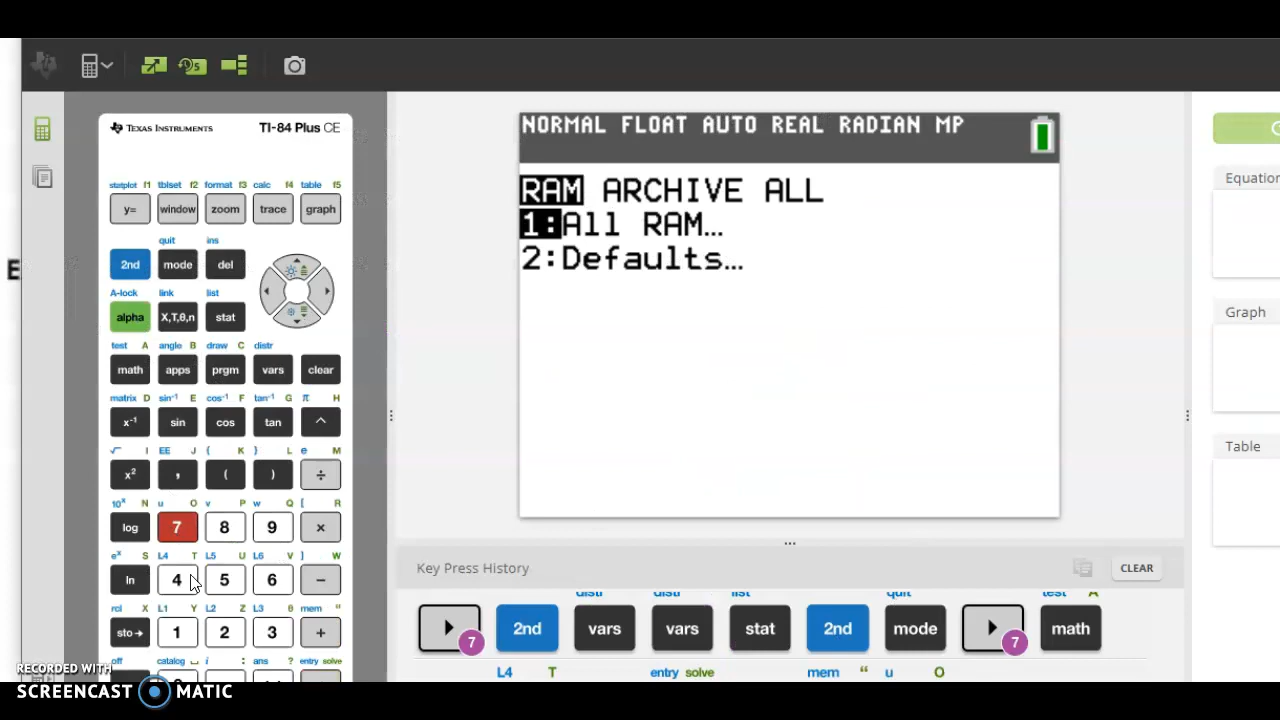 TEXAS INSTRUMENTS TI-84 Plus CE
statplot f1 tblset f2 format f3 calc f4 table f5
y= window zoom trace graph
quit ins
2nd mode del
A-lock link list
alpha X,T,θ,n stat
test A angle B draw C distr
math apps prgm vars clear
matrix D sin⁻¹ E cos⁻¹ F tan⁻¹ G π H
x⁻¹ sin cos tan ^
√ I EE J { K } L e M
x² , ( ) ÷
10ˣ N u O v P w Q [ R
log 7 8 9 ×
eˣ S L4 T L5 U L6 V ] W
ln 4 5 6 −
rcl X L1 Y L2 Z L3 θ mem "
sto→ 1 2 3 +
off catalog ⎵ i : ans ? entry solve
NORMAL FLOAT AUTO REAL RADIAN MP
RAM ARCHIVE ALL
1:All RAM…
2:Defaults…
Key Press History CLEAR
distr distr list quit test A
7 2nd vars vars stat 2nd mode 7 math
L4 T entry solve mem " u O
Equation
Graph
Table
E
RECORDED WITH
SCREENCAST MATIC